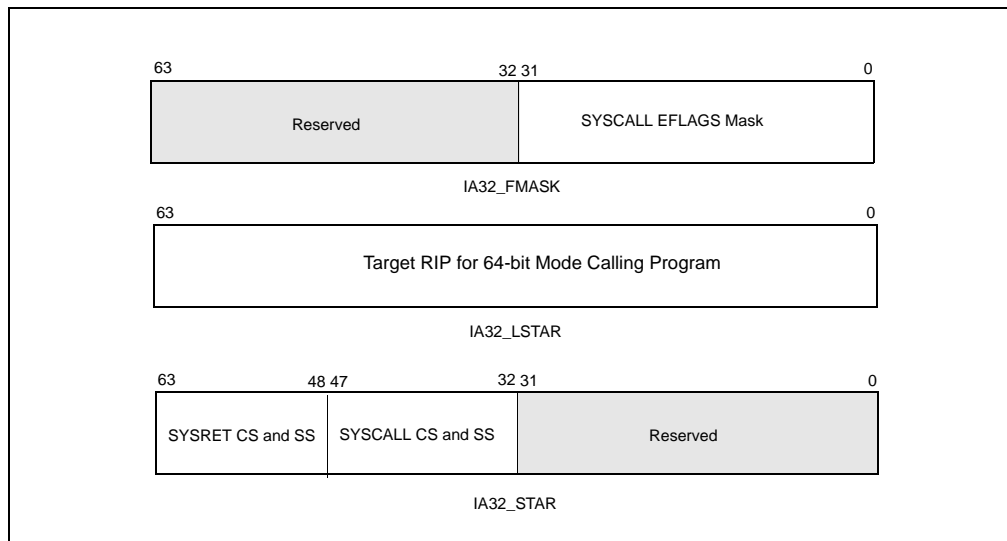 63 32 31 0
Reserved SYSCALL EFLAGS Mask
IA32_FMASK
63 0
Target RIP for 64-bit Mode Calling Program
IA32_LSTAR
63 48 47 32 31 0
SYSRET CS and SS SYSCALL CS and SS Reserved
IA32_STAR